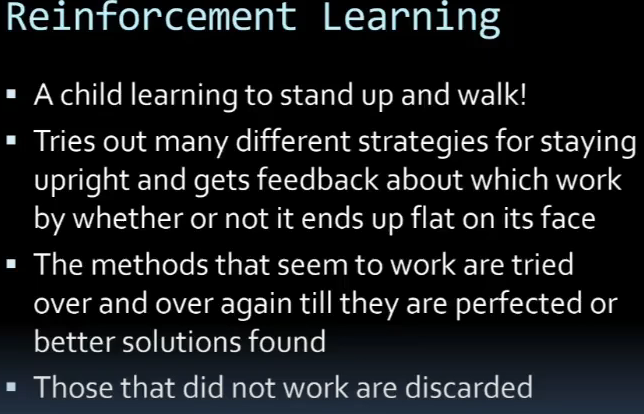 Reinforcement Learning
▪ A child learning to stand up and walk!
▪ Tries out many different strategies for staying
upright and gets feedback about which work
by whether or not it ends up flat on its face
▪ The methods that seem to work are tried
over and over again till they are perfected or
better solutions found
▪ Those that did not work are discarded